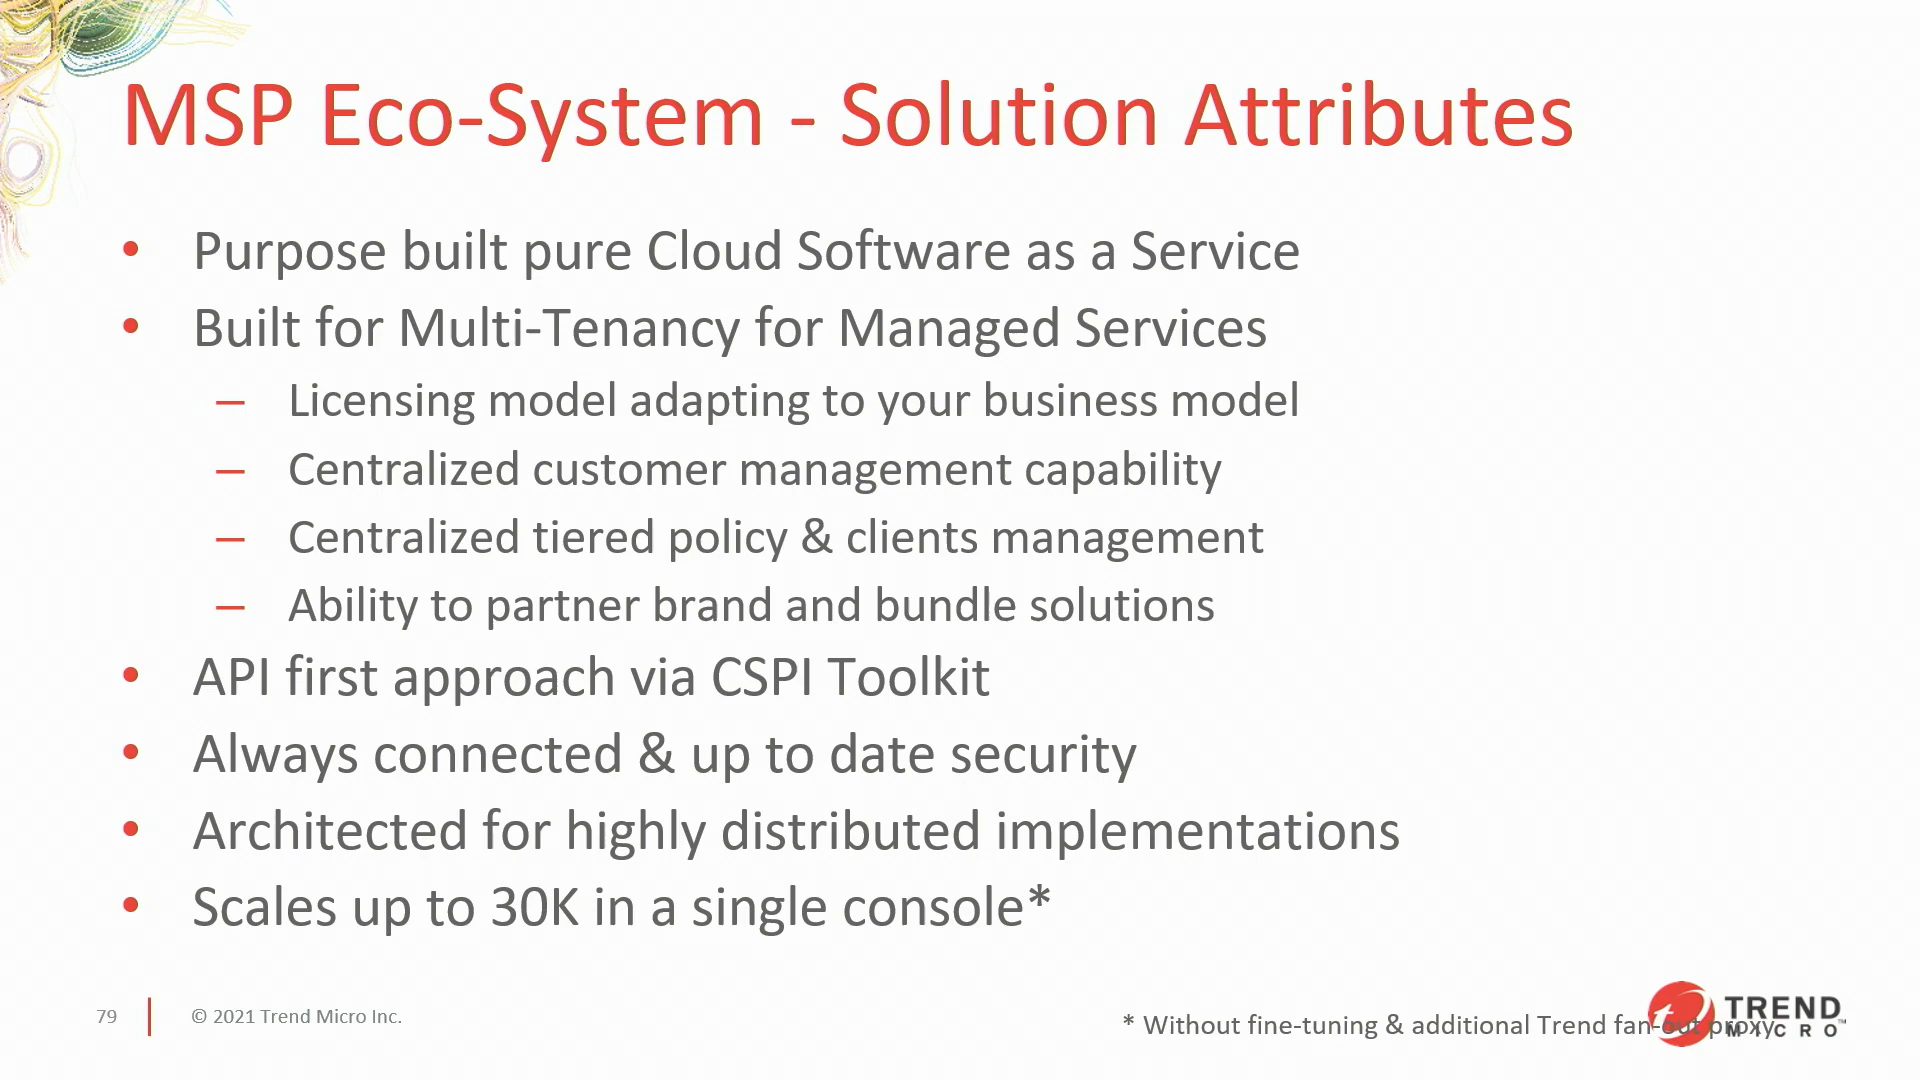 MSP Eco-System - Solution Attributes
• Purpose built pure Cloud Software as a Service
• Built for Multi-Tenancy for Managed Services
– Licensing model adapting to your business model
– Centralized customer management capability
– Centralized tiered policy & clients management
– Ability to partner brand and bundle solutions
• API first approach via CSPI Toolkit
• Always connected & up to date security
• Architected for highly distributed implementations
• Scales up to 30K in a single console*
79
© 2021 Trend Micro Inc.
* Without fine-tuning & additional Trend fan-out proxy
TREND
MICRO™